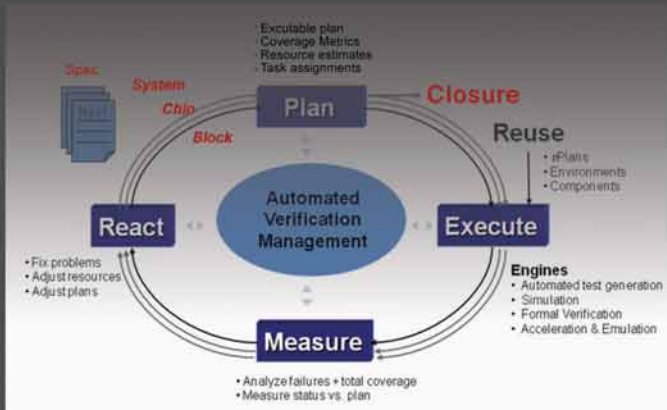 · Excutable plan
· Coverage Metrics
· Resource estimates
· Task assignments
Spec
System
Chip
Block
Plan
Closure
Reuse
• ePlans
• Environments
• Components
Automated
Verification
Management
React
Execute
• Fix problems
• Adjust resources
• Adjust plans
Engines
• Automated test generation
• Simulation
• Formal Verification
• Acceleration & Emulation
Measure
• Analyze failures + total coverage
• Measure status vs. plan